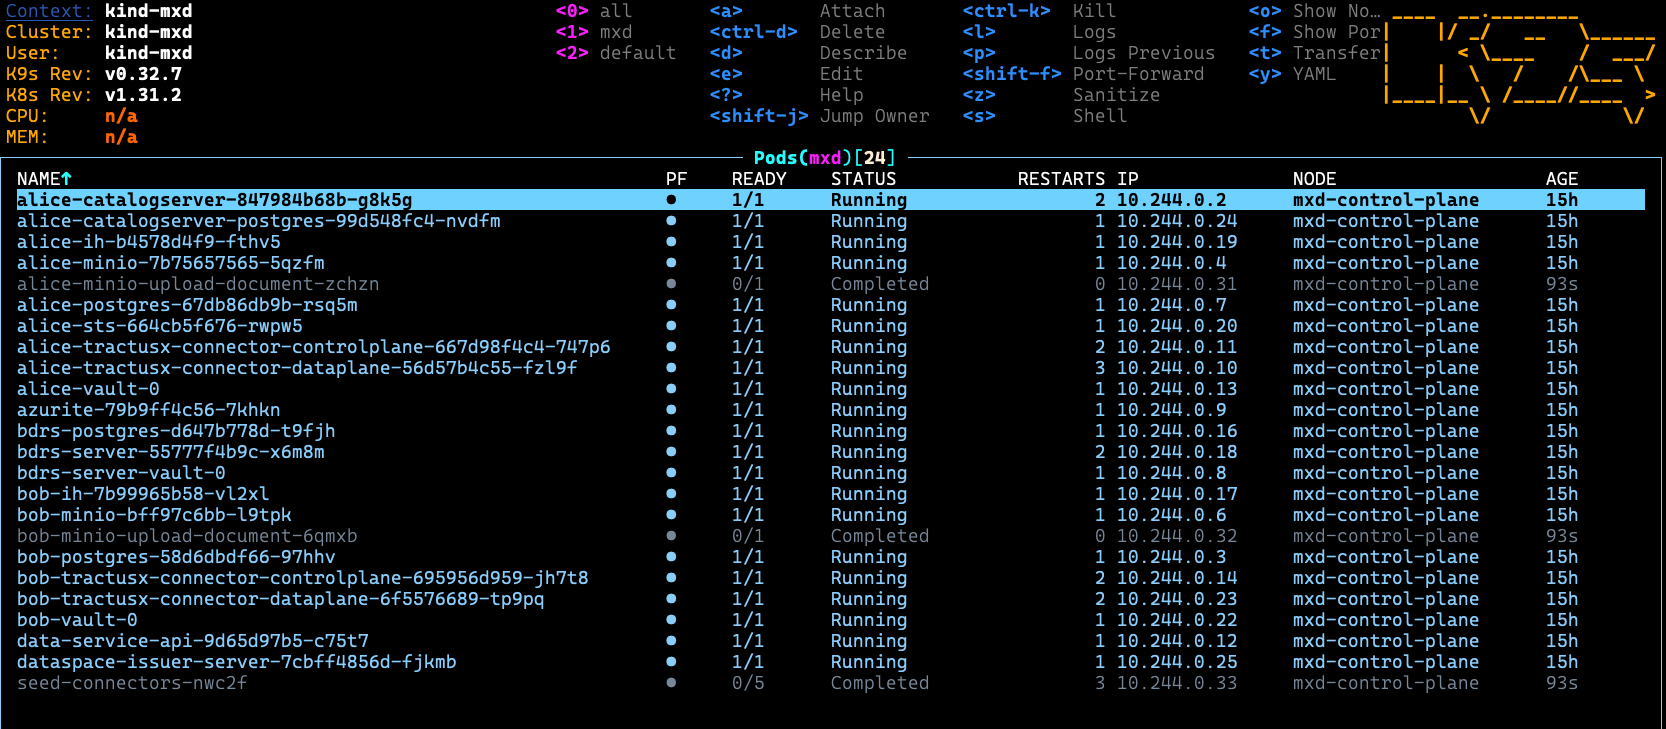 Context: kind-mxd <0> all <a> Attach <ctrl-k> Kill <o> Show No…
Cluster: kind-mxd <1> mxd <ctrl-d> Delete <l> Logs <f> Show Por
User: kind-mxd <2> default <d> Describe <p> Logs Previous <t> Transfer
K9s Rev: v0.32.7 <e> Edit <shift-f> Port-Forward <y> YAML
K8s Rev: v1.31.2 <?> Help <z> Sanitize
CPU: n/a <shift-j> Jump Owner <s> Shell
MEM: n/a
Pods(mxd)[24]
NAME↑ PF READY STATUS RESTARTS IP NODE AGE
alice-catalogserver-847984b68b-g8k5g ● 1/1 Running 2 10.244.0.2 mxd-control-plane 15h
alice-catalogserver-postgres-99d548fc4-nvdfm ● 1/1 Running 1 10.244.0.24 mxd-control-plane 15h
alice-ih-b4578d4f9-fthv5 ● 1/1 Running 1 10.244.0.19 mxd-control-plane 15h
alice-minio-7b75657565-5qzfm ● 1/1 Running 1 10.244.0.4 mxd-control-plane 15h
alice-minio-upload-document-zchzn ● 0/1 Completed 0 10.244.0.31 mxd-control-plane 93s
alice-postgres-67db86db9b-rsq5m ● 1/1 Running 1 10.244.0.7 mxd-control-plane 15h
alice-sts-664cb5f676-rwpw5 ● 1/1 Running 1 10.244.0.20 mxd-control-plane 15h
alice-tractusx-connector-controlplane-667d98f4c4-747p6 ● 1/1 Running 2 10.244.0.11 mxd-control-plane 15h
alice-tractusx-connector-dataplane-56d57b4c55-fzl9f ● 1/1 Running 3 10.244.0.10 mxd-control-plane 15h
alice-vault-0 ● 1/1 Running 1 10.244.0.13 mxd-control-plane 15h
azurite-79b9ff4c56-7khkn ● 1/1 Running 1 10.244.0.9 mxd-control-plane 15h
bdrs-postgres-d647b778d-t9fjh ● 1/1 Running 1 10.244.0.16 mxd-control-plane 15h
bdrs-server-55777f4b9c-x6m8m ● 1/1 Running 2 10.244.0.18 mxd-control-plane 15h
bdrs-server-vault-0 ● 1/1 Running 1 10.244.0.8 mxd-control-plane 15h
bob-ih-7b99965b58-vl2xl ● 1/1 Running 1 10.244.0.17 mxd-control-plane 15h
bob-minio-bff97c6bb-l9tpk ● 1/1 Running 1 10.244.0.6 mxd-control-plane 15h
bob-minio-upload-document-6qmxb ● 0/1 Completed 0 10.244.0.32 mxd-control-plane 93s
bob-postgres-58d6dbdf66-97hhv ● 1/1 Running 1 10.244.0.3 mxd-control-plane 15h
bob-tractusx-connector-controlplane-695956d959-jh7t8 ● 1/1 Running 2 10.244.0.14 mxd-control-plane 15h
bob-tractusx-connector-dataplane-6f5576689-tp9pq ● 1/1 Running 2 10.244.0.23 mxd-control-plane 15h
bob-vault-0 ● 1/1 Running 1 10.244.0.22 mxd-control-plane 15h
data-service-api-9d65d97b5-c75t7 ● 1/1 Running 1 10.244.0.12 mxd-control-plane 15h
dataspace-issuer-server-7cbff4856d-fjkmb ● 1/1 Running 1 10.244.0.25 mxd-control-plane 15h
seed-connectors-nwc2f ● 0/5 Completed 3 10.244.0.33 mxd-control-plane 93s